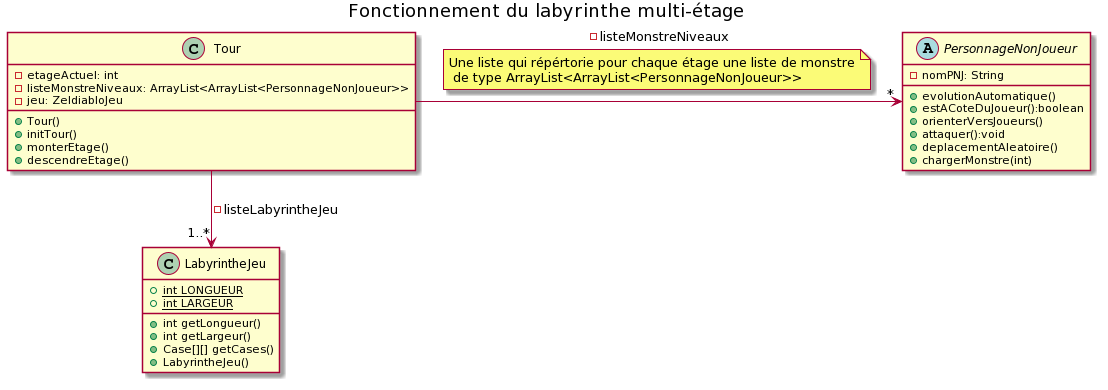 Fonctionnement du labyrinthe multi-étage
C Tour
etageActuel: int
listeMonstreNiveaux: ArrayList<ArrayList<PersonnageNonJoueur>>
jeu: ZeldiabloJeu
Tour()
initTour()
monterEtage()
descendreEtage()
listeMonstreNiveaux
Une liste qui répértorie pour chaque étage une liste de monstre
de type ArrayList<ArrayList<PersonnageNonJoueur>>
*
A PersonnageNonJoueur
nomPNJ: String
evolutionAutomatique()
estACoteDuJoueur():boolean
orienterVersJoueurs()
attaquer():void
deplacementAleatoire()
chargerMonstre(int)
listeLabyrintheJeu
1..*
C LabyrintheJeu
int LONGUEUR
int LARGEUR
int getLongueur()
int getLargeur()
Case[][] getCases()
LabyrintheJeu()